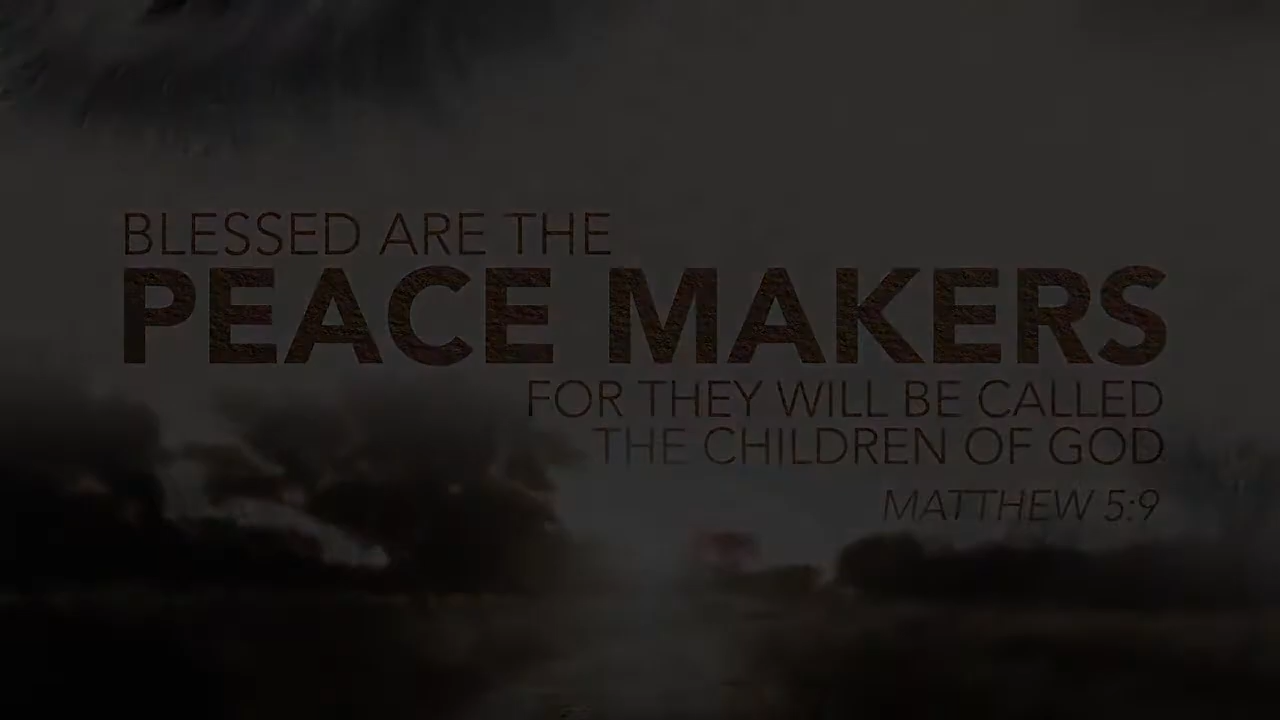 BLESSED ARE THE
PEACE MAKERS
FOR THEY WILL BE CALLED
THE CHILDREN OF GOD
MATTHEW 5:9